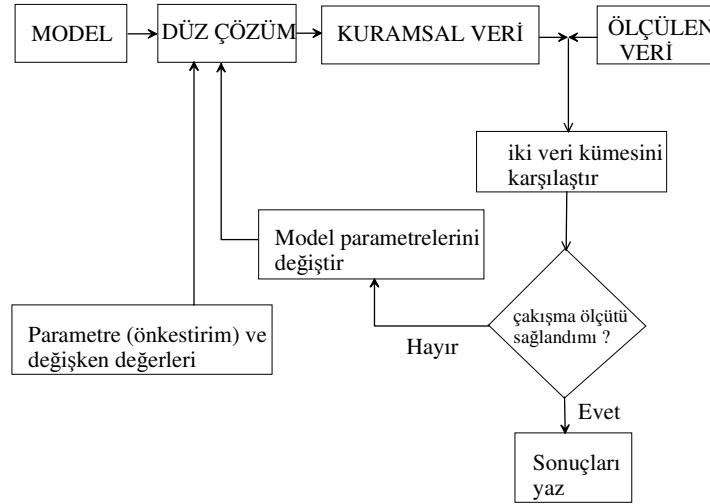 MODEL
DÜZ ÇÖZÜM
KURAMSAL VERİ
ÖLÇÜLEN
VERİ
iki veri kümesini
karşılaştır
Model parametrelerini
değiştir
Parametre (önkestirim) ve
değişken değerleri
çakışma ölçütü
sağlandımı ?
Hayır
Evet
Sonuçları
yaz